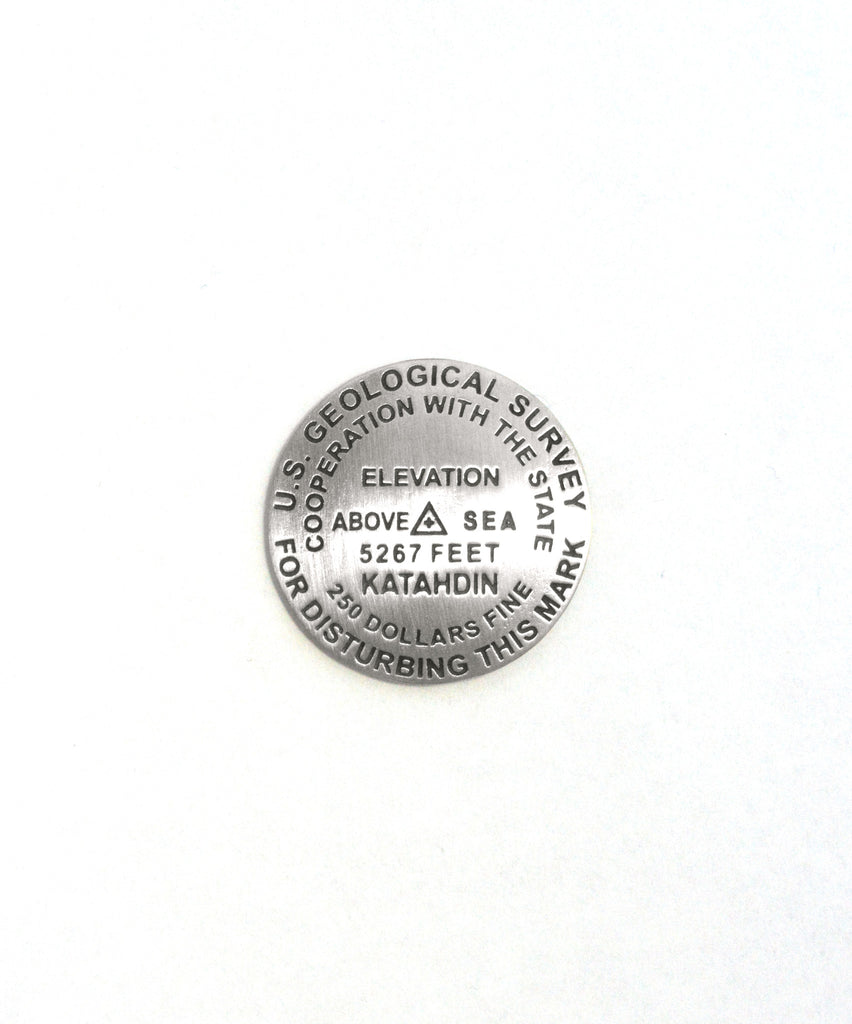 U.S. GEOLOGICAL SURVEY
COOPERATION WITH THE STATE
ELEVATION
ABOVE SEA
5267 FEET
KATAHDIN
250 DOLLARS FINE
FOR DISTURBING THIS MARK